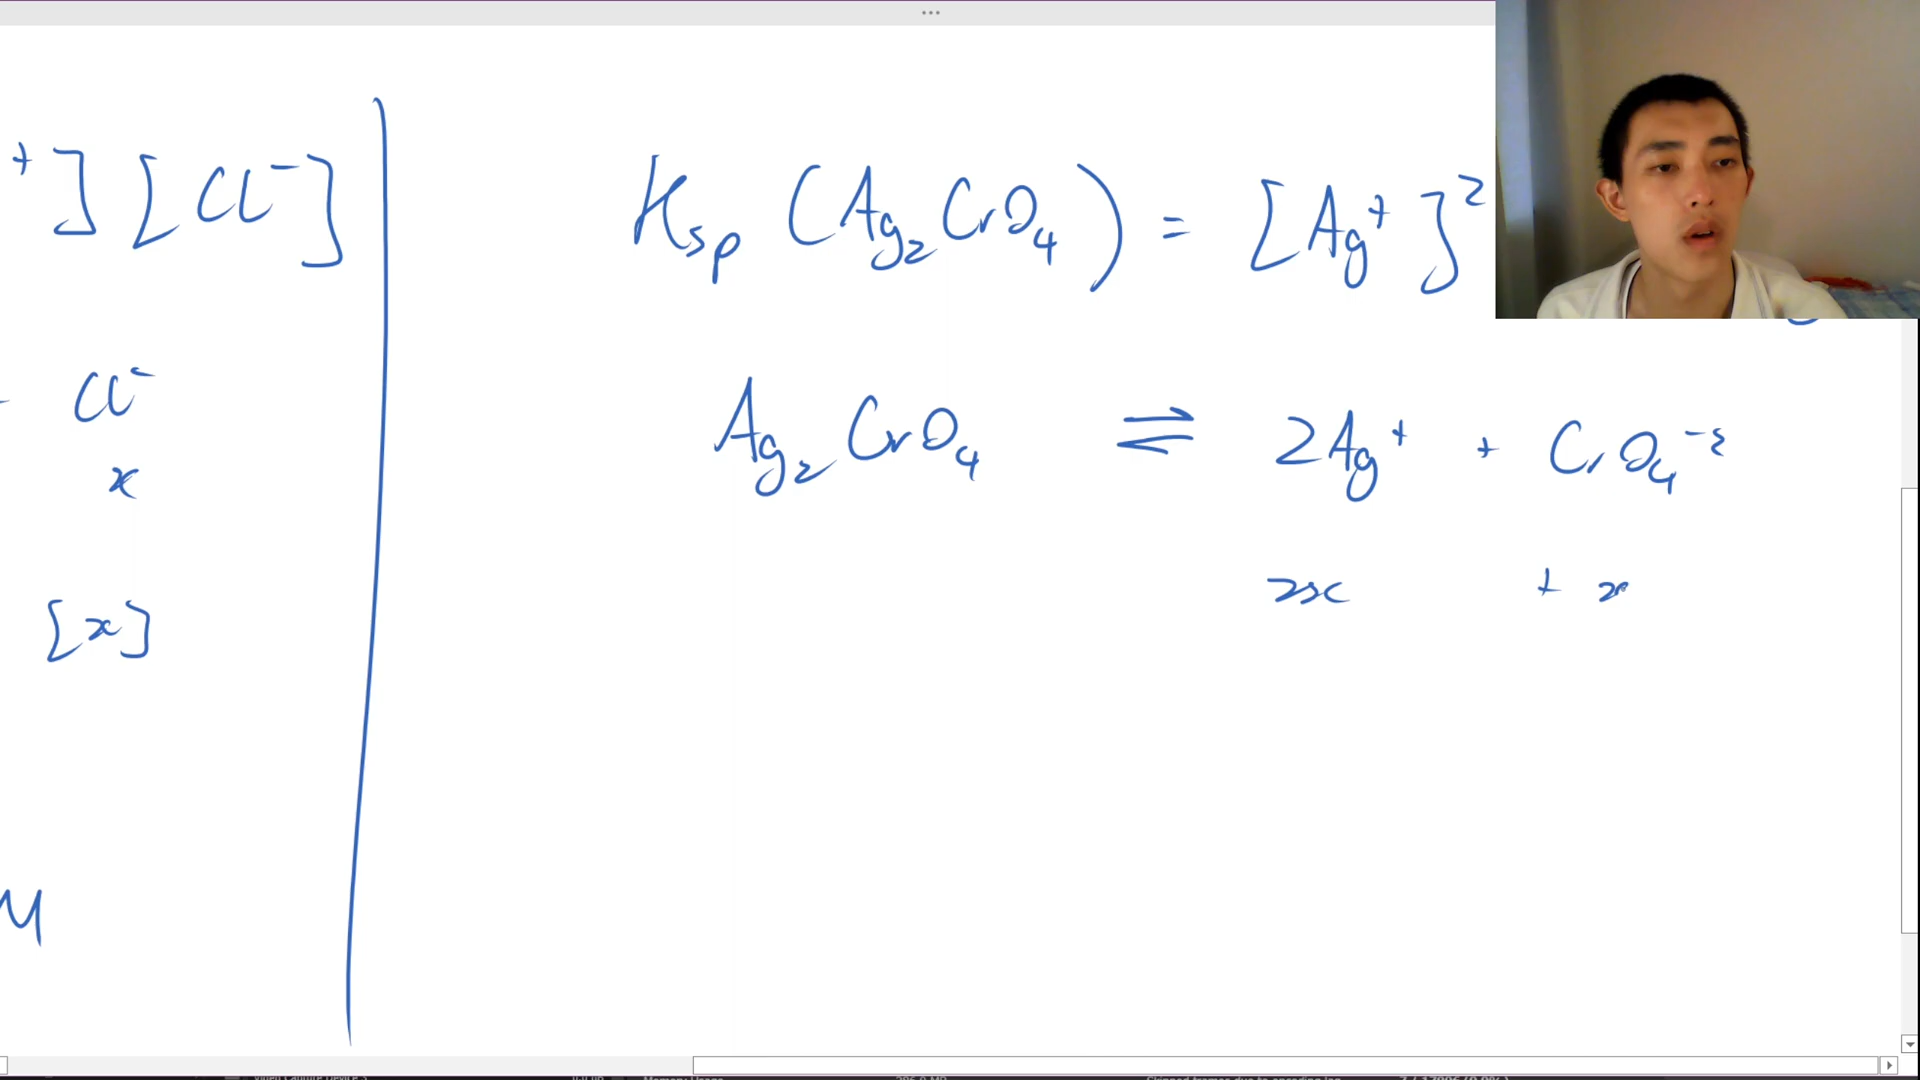 +] [Cl⁻]
Cl⁻
x
[x]
M
Ksp (Ag₂CrO₄) = [Ag⁺]²
Ag₂CrO₄ ⇌ 2Ag⁺ + CrO₄⁻²
2x + x